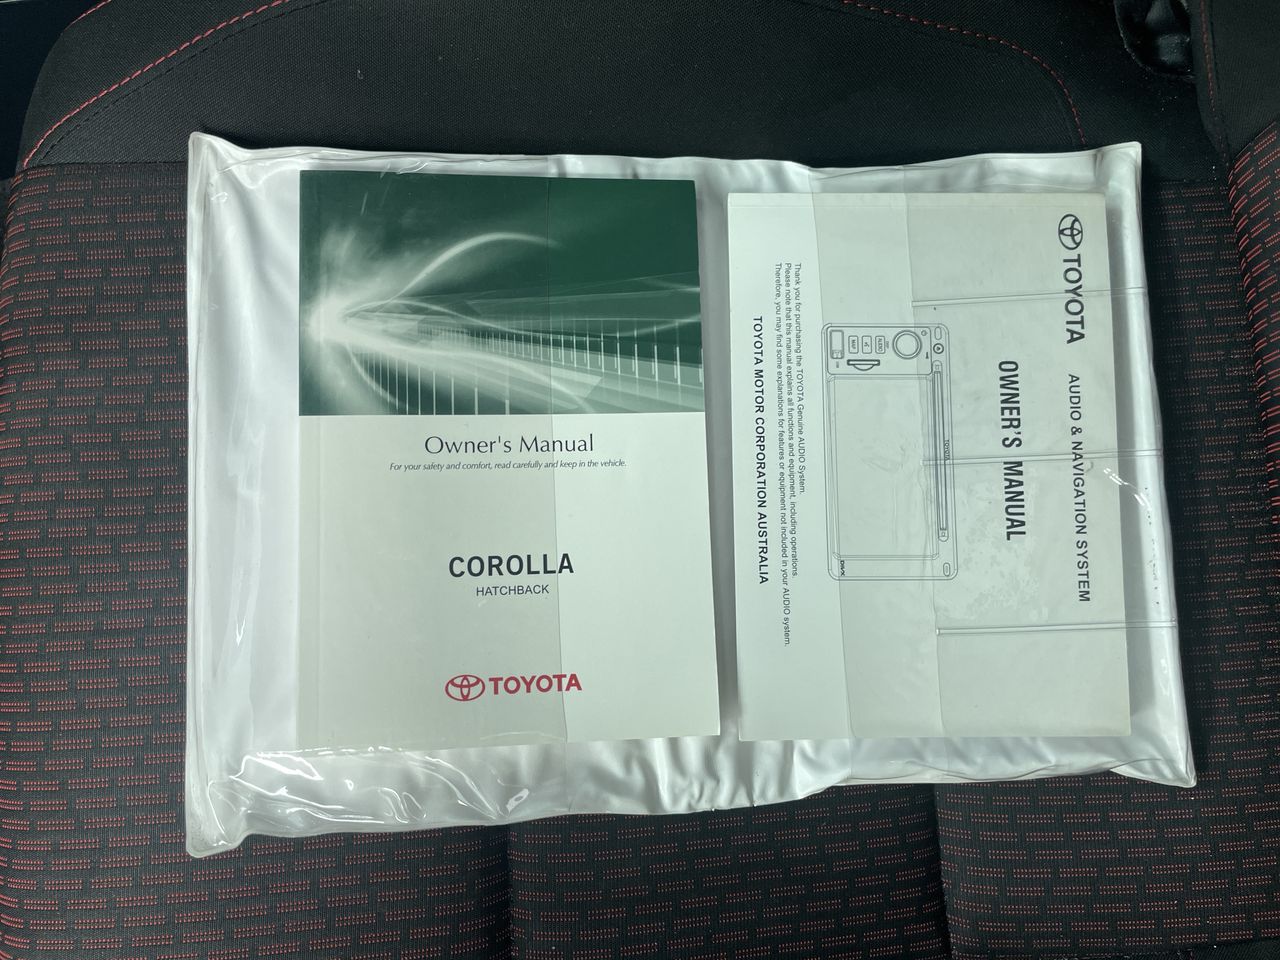 Owner's Manual
For your safety and comfort, read carefully and keep in the vehicle.
COROLLA
HATCHBACK
TOYOTA
TOYOTA AUDIO & NAVIGATION SYSTEM
OWNER'S MANUAL
TOYOTA
AUDIO
MAP
Thank you for purchasing the TOYOTA Genuine AUDIO System.
Please note that this manual explains all functions and equipment, including operations.
Therefore, you may find some explanations for features or equipment not included in your AUDIO system.
TOYOTA MOTOR CORPORATION AUSTRALIA